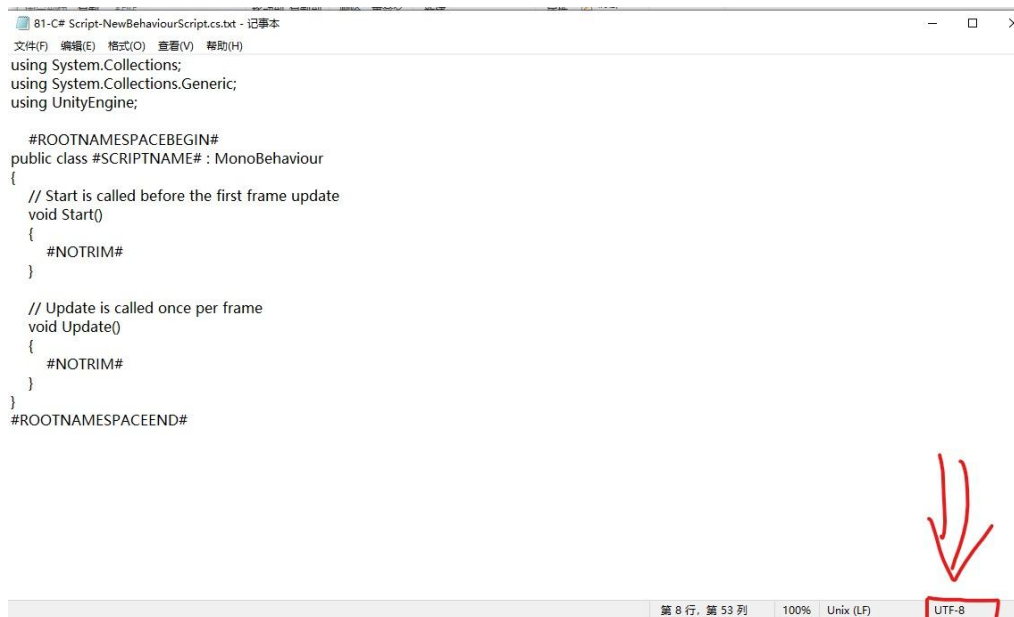 81-C# Script-NewBehaviourScript.cs.txt - 记事本
文件(F) 编辑(E) 格式(O) 查看(V) 帮助(H)
using System.Collections;
using System.Collections.Generic;
using UnityEngine;
#ROOTNAMESPACEBEGIN#
public class #SCRIPTNAME# : MonoBehaviour
{
// Start is called before the first frame update
void Start()
{
#NOTRIM#
}
// Update is called once per frame
void Update()
{
#NOTRIM#
}
}
#ROOTNAMESPACEEND#
第 8 行, 第 53 列 100% Unix (LF) UTF-8